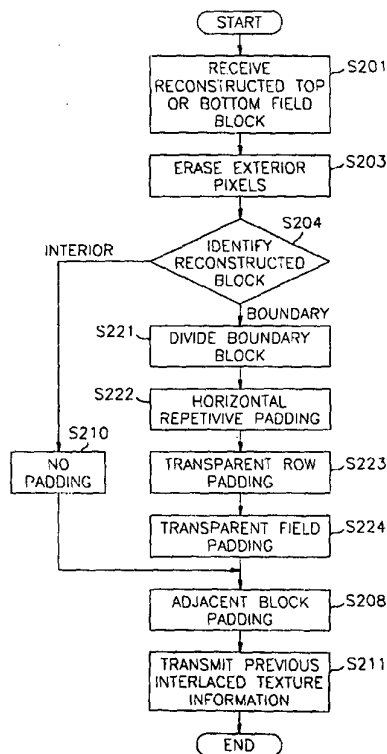 START
RECEIVE
RECONSTRUCTED TOP
OR BOTTOM FIELD
BLOCK
S201
ERASE EXTERIOR
PIXELS
S203
S204
IDENTIFY
RECONSTRUCTED
BLOCK
INTERIOR
BOUNDARY
S221
DIVIDE BOUNDARY
BLOCK
S222
HORIZONTAL
REPETIVIVE PADDING
S210
NO
PADDING
TRANSPARENT ROW
PADDING
S223
TRANSPARENT FIELD
PADDING
S224
ADJACENT BLOCK
PADDING
S208
TRANSMIT PREVIOUS
INTERLACED TEXTURE
INFORMATION
S211
END